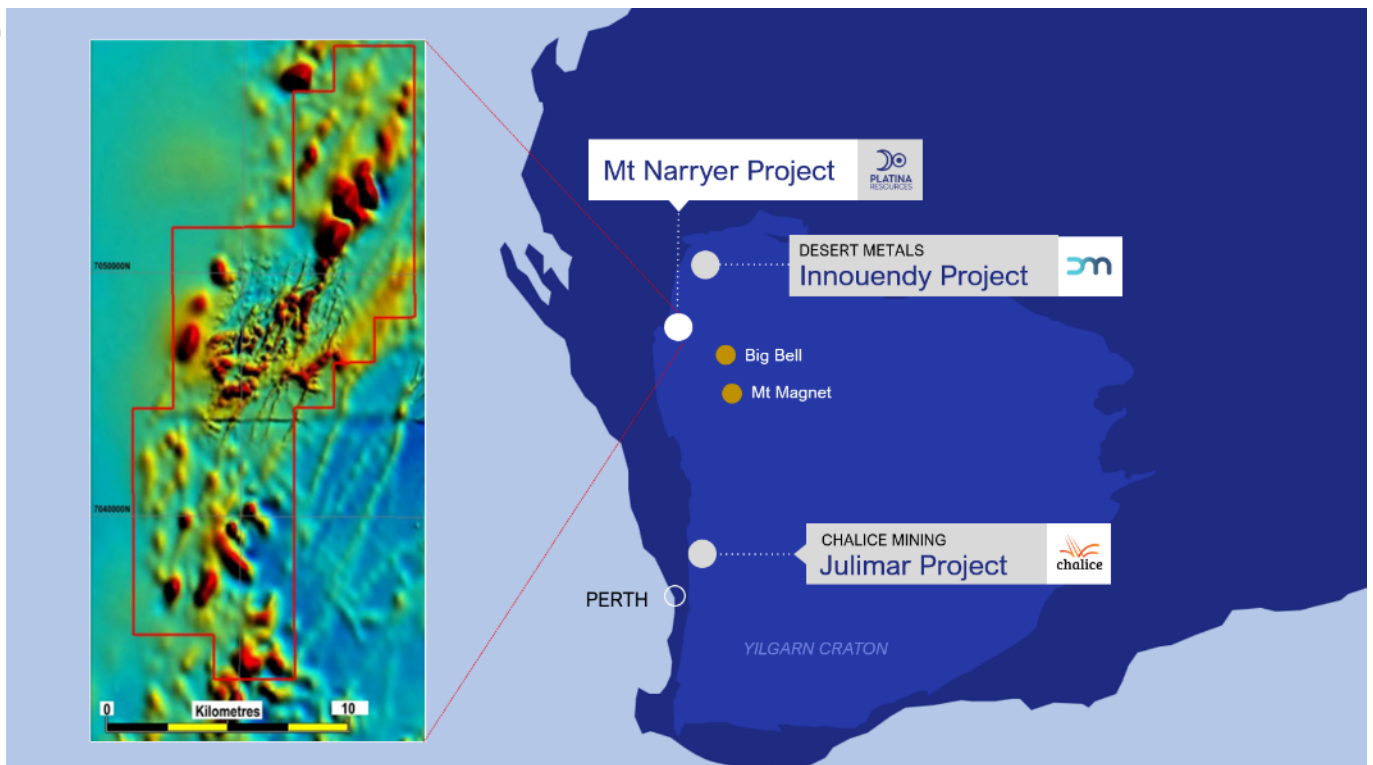 7050000N
7040000N
0
Kilometres
10
Mt Narryer Project
PLATINA
RESOURCES
DESERT METALS
Innouendy Project
dm
Big Bell
Mt Magnet
CHALICE MINING
Julimar Project
chalice
PERTH
YILGARN CRATON